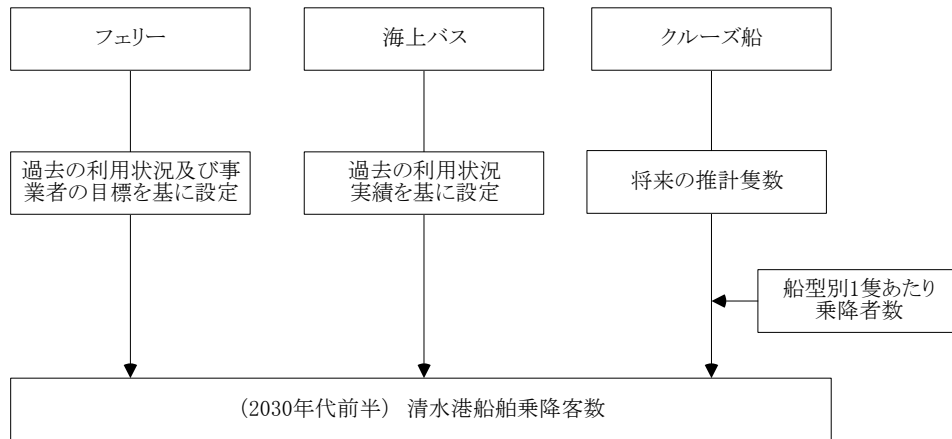 フェリー
海上バス
クルーズ船
過去の利用状況及び事
業者の目標を基に設定
過去の利用状況
実績を基に設定
将来の推計隻数
船型別1隻あたり
乗降者数
(2030年代前半) 清水港船舶乗降客数